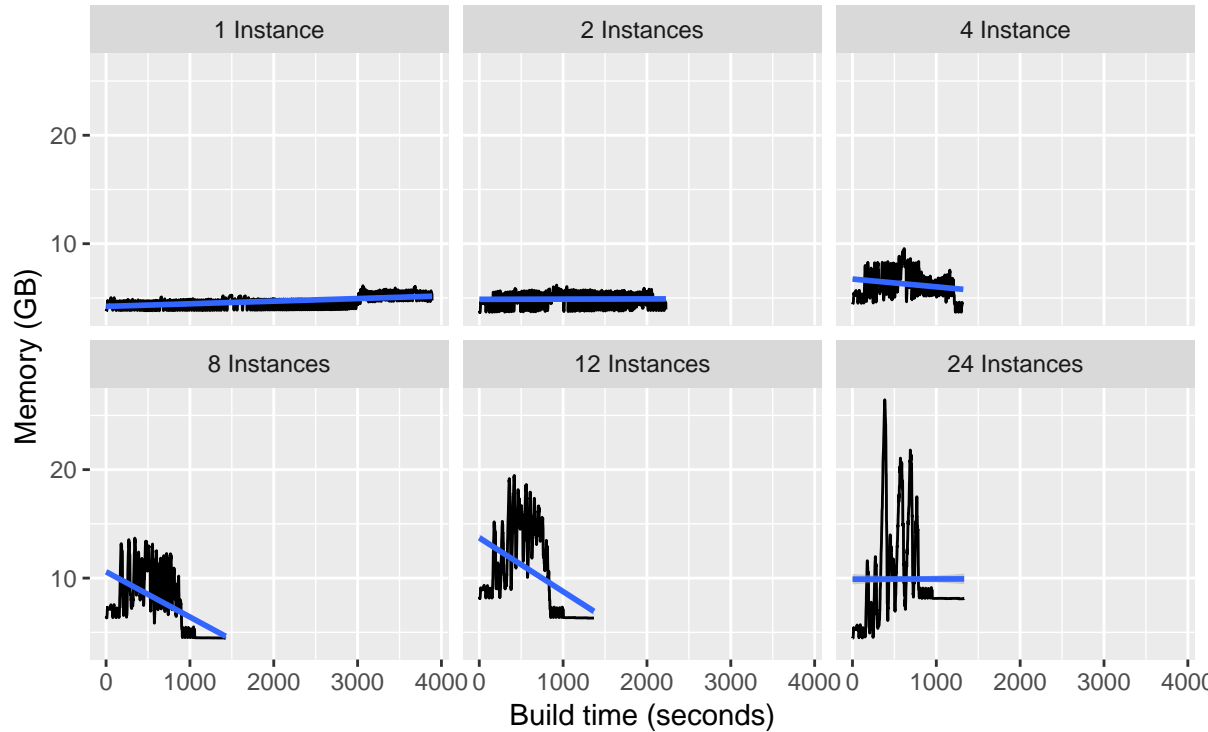 1 Instance 2 Instances 4 Instance
20
10
8 Instances 12 Instances 24 Instances
20
10
Memory (GB)
0 1000 2000 3000 4000 0 1000 2000 3000 4000 0 1000 2000 3000 400
Build time (seconds)